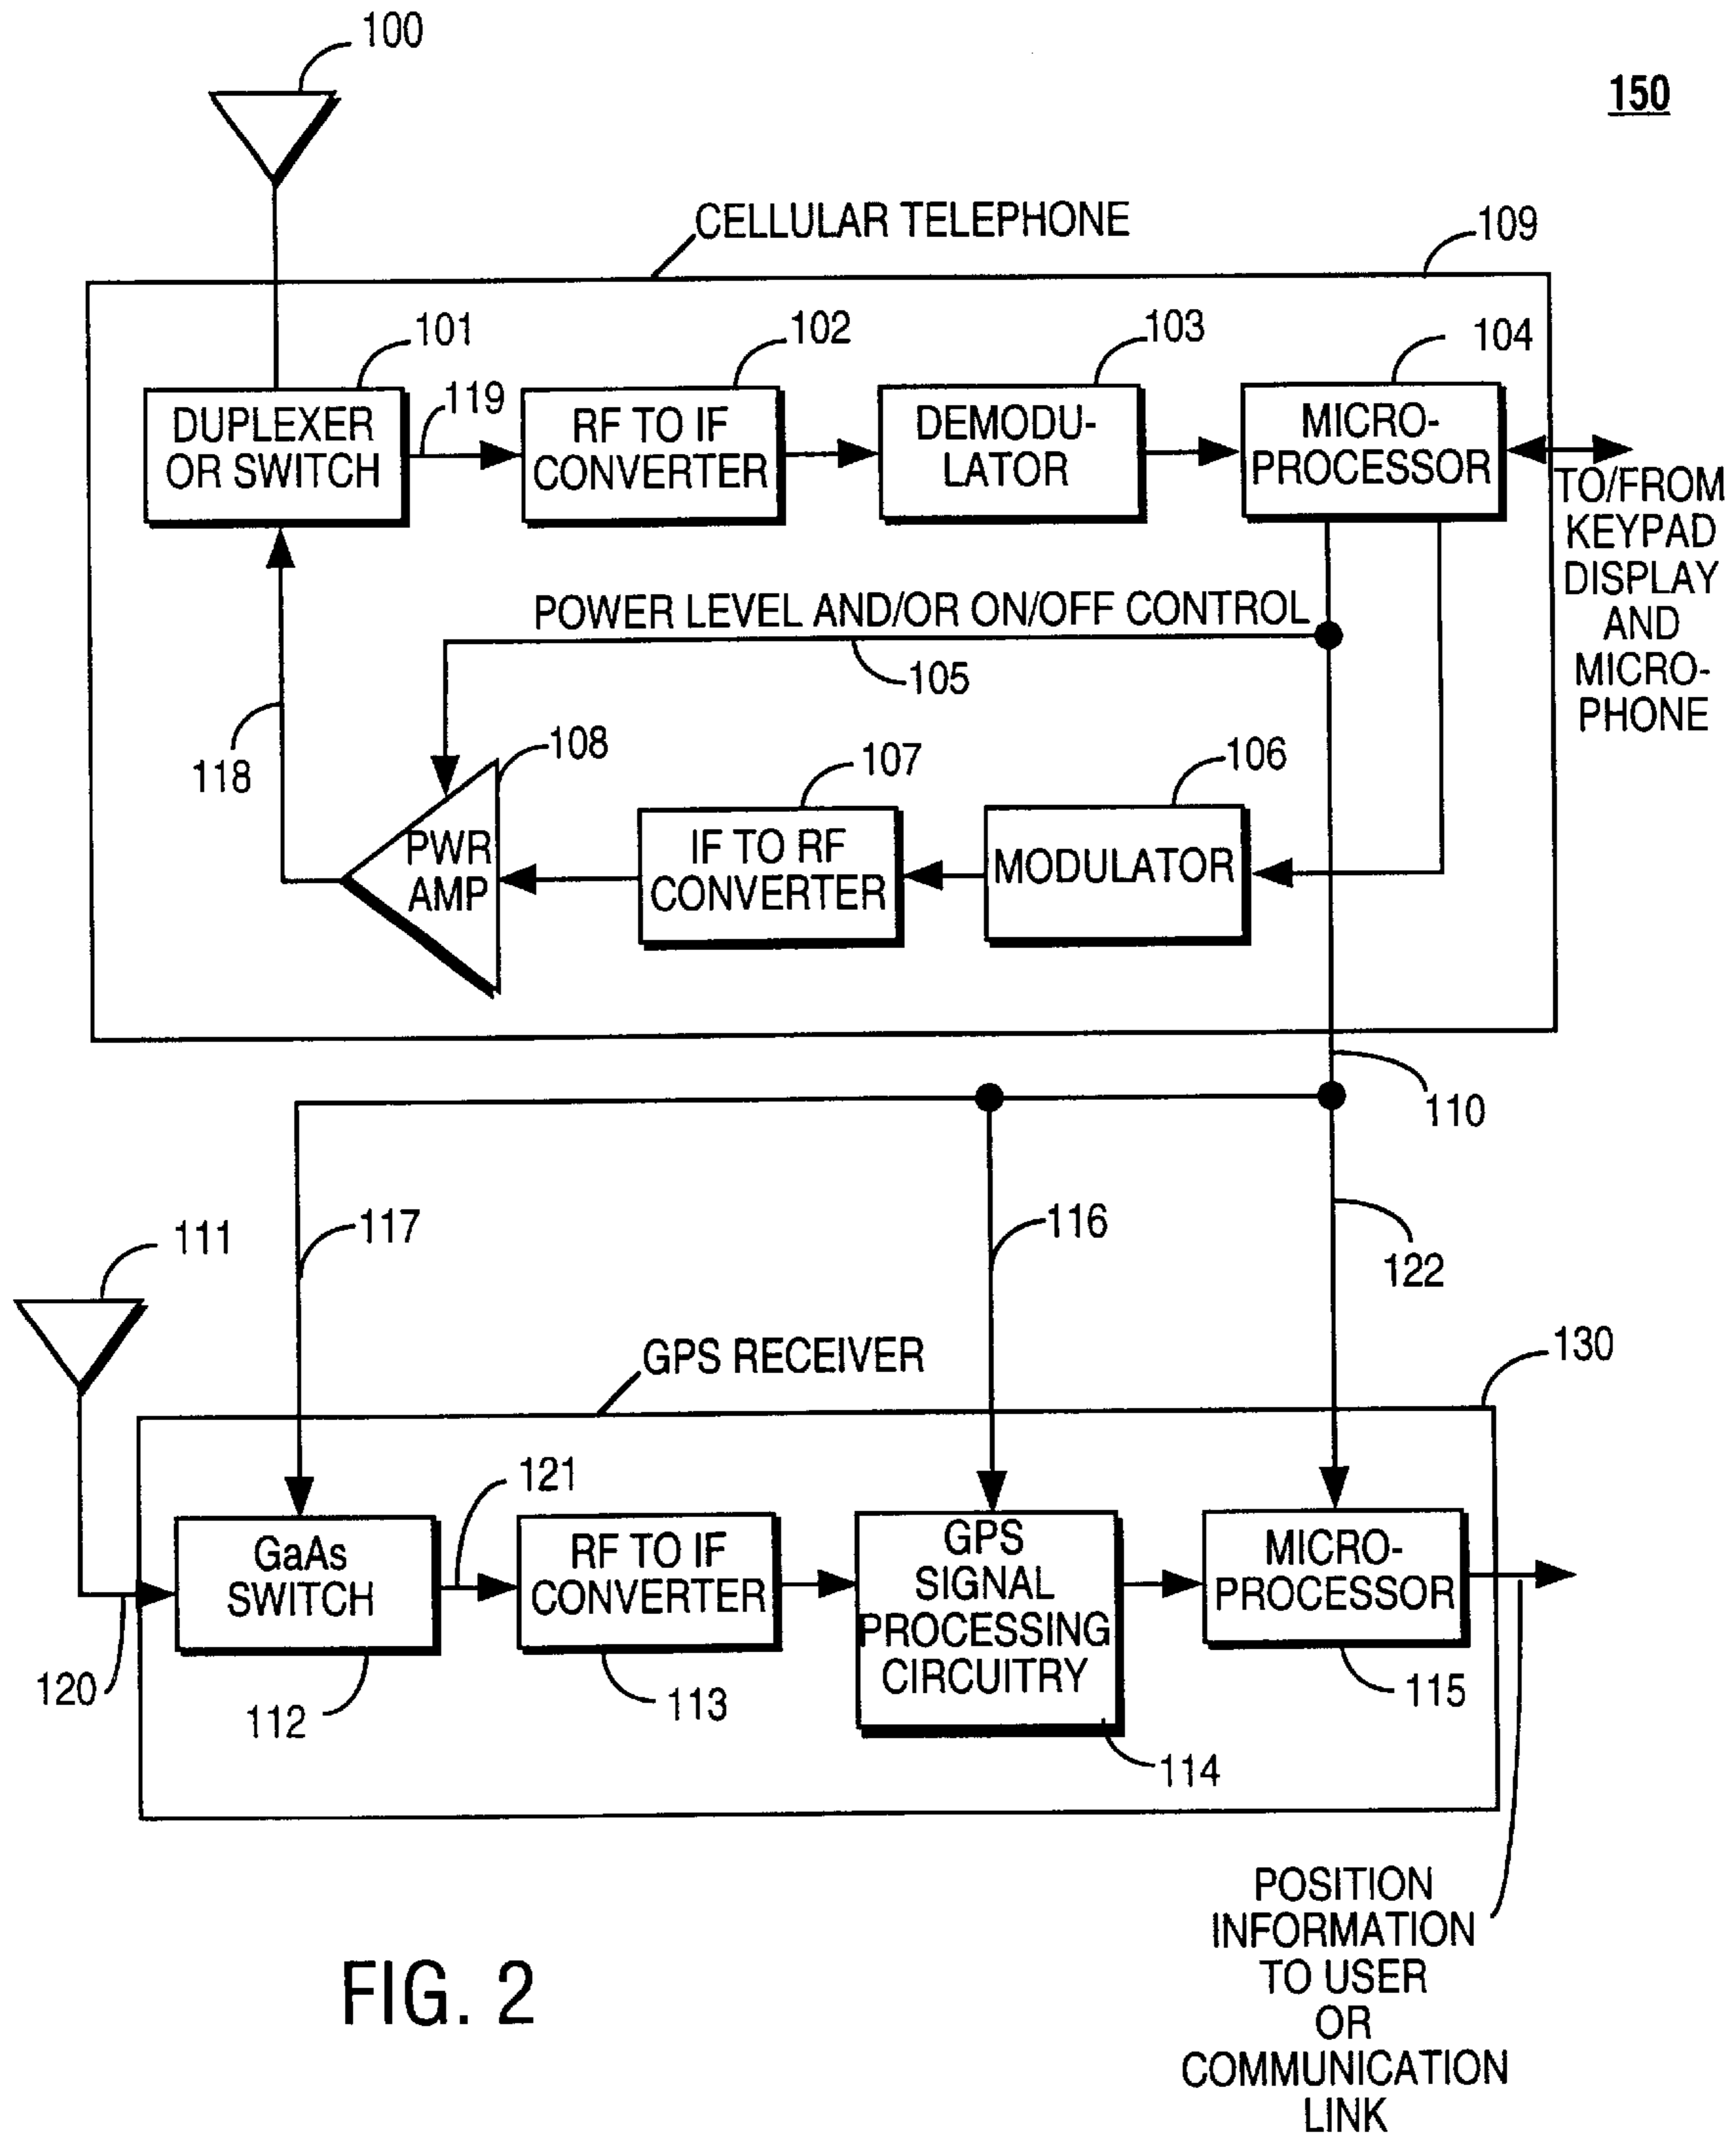 100
150
CELLULAR TELEPHONE
109
101
102
103
104
119
DUPLEXER
OR SWITCH
RF TO IF
CONVERTER
DEMODU-
LATOR
MICRO-
PROCESSOR
TO/FROM
KEYPAD
DISPLAY
AND
MICRO-
PHONE
POWER LEVEL AND/OR ON/OFF CONTROL
105
118
108
107
106
PWR
AMP
IF TO RF
CONVERTER
MODULATOR
110
117
116
122
111
GPS RECEIVER
130
121
GaAs
SWITCH
RF TO IF
CONVERTER
GPS
SIGNAL
PROCESSING
CIRCUITRY
MICRO-
PROCESSOR
120
112
113
114
115
POSITION
INFORMATION
TO USER
OR
COMMUNICATION
LINK
FIG. 2